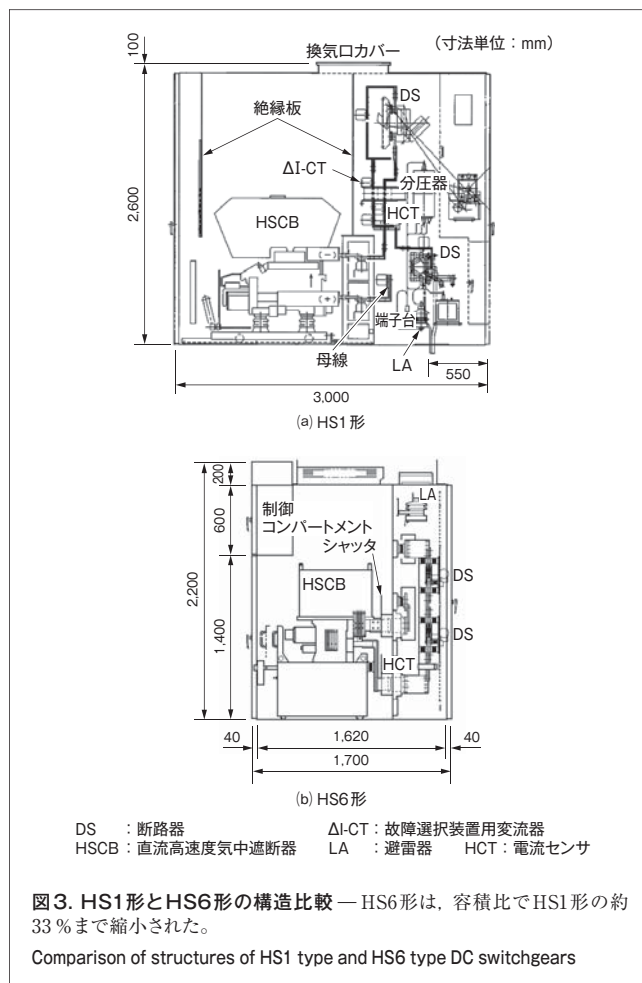 換気口カバー
(寸法単位：mm)
100
DS
絶縁板
ΔI-CT
分圧器
2,600
HSCB
HCT
DS
－
＋
端子台
母線
LA
550
3,000
(a) HS1形
200
LA
制御
コンパートメント
シャッタ
600
HSCB
DS
2,200
DS
1,400
HCT
40
1,620
40
1,700
(b) HS6形
DS ：断路器 ΔI-CT：故障選択装置用変流器
HSCB：直流高速度気中遮断器 LA ：避雷器 HCT：電流センサ
図3. HS1形とHS6形の構造比較 — HS6形は，容積比でHS1形の約
33 %まで縮小された。
Comparison of structures of HS1 type and HS6 type DC switchgears